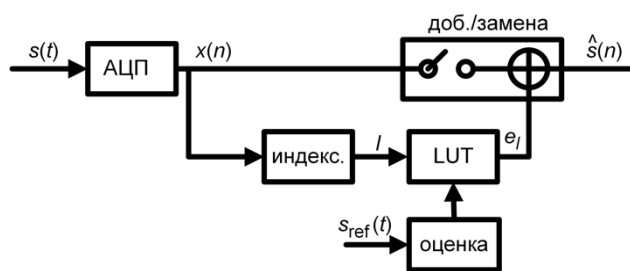 доб./замена
s(t)
АЦП
x(n)
ŝ(n)
индекс.
I
LUT
e_I
s_ref(t)
оценка